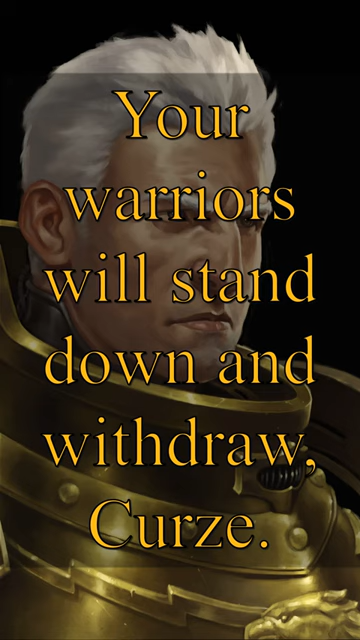 Your
warriors
will stand
down and
withdraw,
Curze.